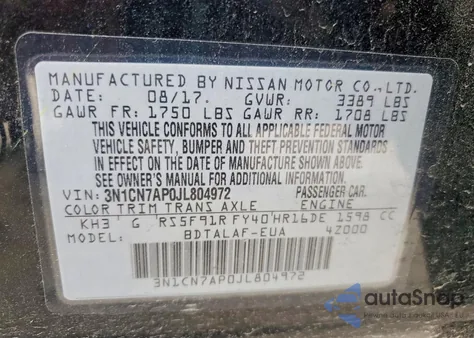 MANUFACTURED BY NISSAN MOTOR CO., LTD.
DATE: 08/17. GVWR: 3389 LBS
GAWR FR: 1750 LBS GAWR RR: 1708 LBS
THIS VEHICLE CONFORMS TO ALL APPLICABLE FEDERAL MOTOR
VEHICLE SAFETY, BUMPER AND THEFT PREVENTION STANDARDS
IN EFFECT ON THE DATE OF MANUFACTURE SHOWN ABOVE.
SEE OWNER'S MANUAL FOR ADDITIONAL INFORMATION.
VIN: 3N1CN7AP0JL804972 PASSENGER CAR.
COLOR TRIM TRANS AXLE ENGINE
KH3 G RS5F91R FY40 HR16DE 1598 CC
MODEL: BDTALAF-EUA 4Z000
3N1CN7AP0JL804972
autoSnap